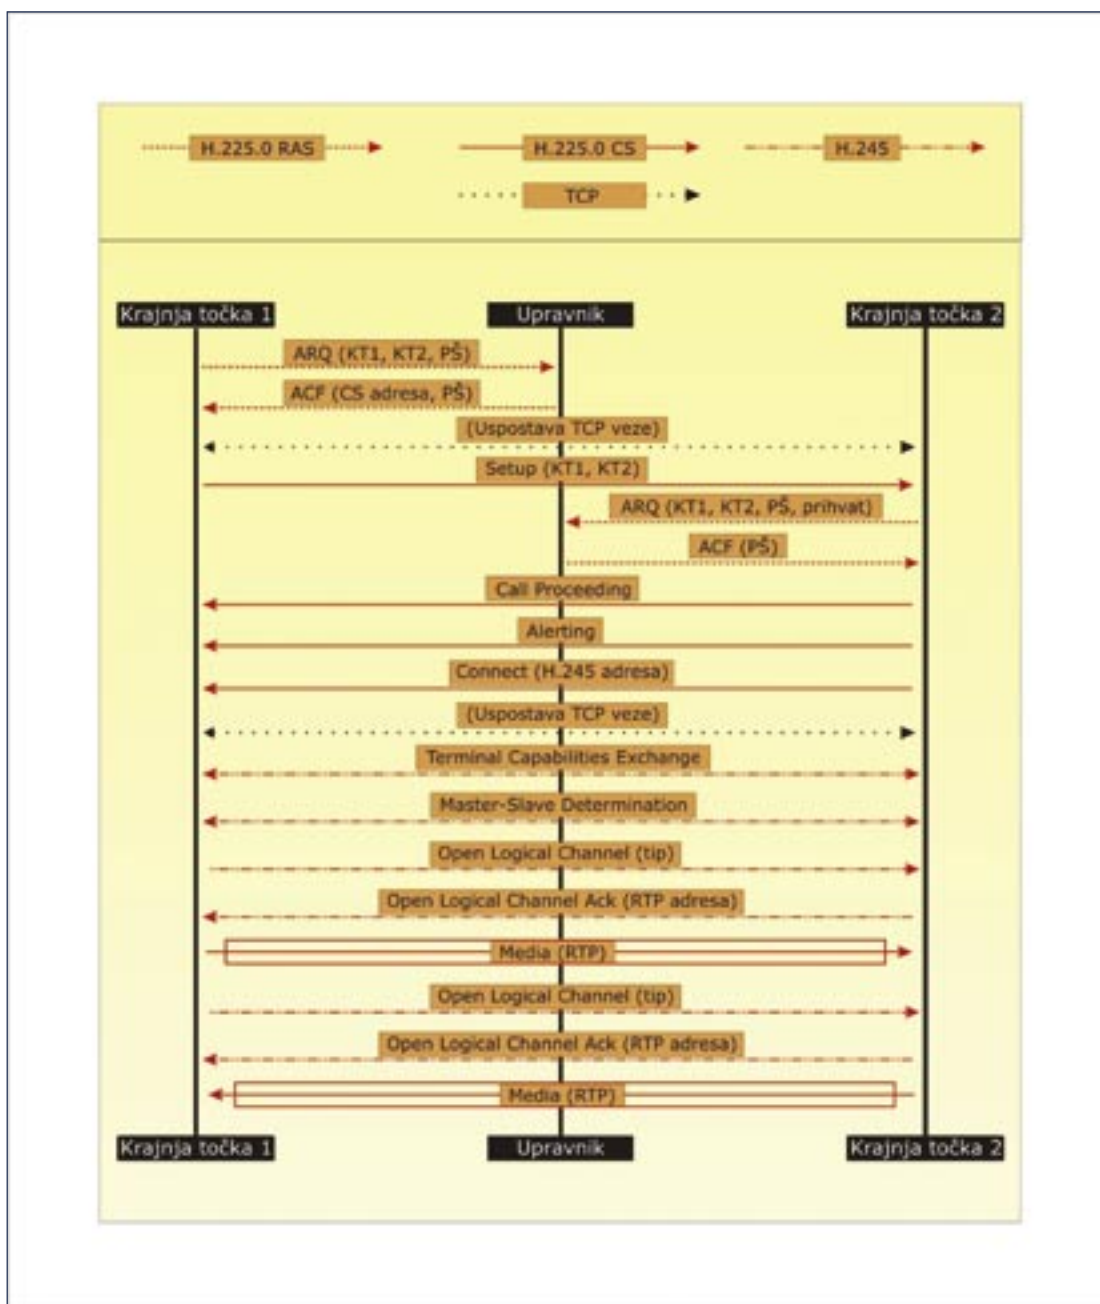 H.225.0 RAS
H.225.0 CS
H.245
TCP
Krajnja točka 1
Upravnik
Krajnja točka 2
ARQ (KT1, KT2, PŠ)
ACF (CS adresa, PŠ)
(Uspostava TCP veze)
Setup (KT1, KT2)
ARQ (KT1, KT2, PŠ, prihvat)
ACF (PŠ)
Call Proceeding
Alerting
Connect (H.245 adresa)
(Uspostava TCP veze)
Terminal Capabilities Exchange
Master-Slave Determination
Open Logical Channel (tip)
Open Logical Channel Ack (RTP adresa)
Media (RTP)
Open Logical Channel (tip)
Open Logical Channel Ack (RTP adresa)
Media (RTP)
Krajnja točka 1
Upravnik
Krajnja točka 2